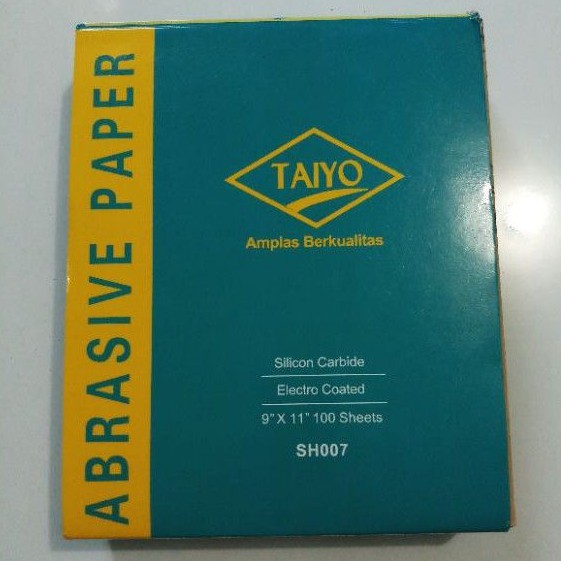 ABRASIVE PAPER
TAIYO
Amplas Berkualitas
Silicon Carbide
Electro Coated
9" X 11" 100 Sheets
SH007